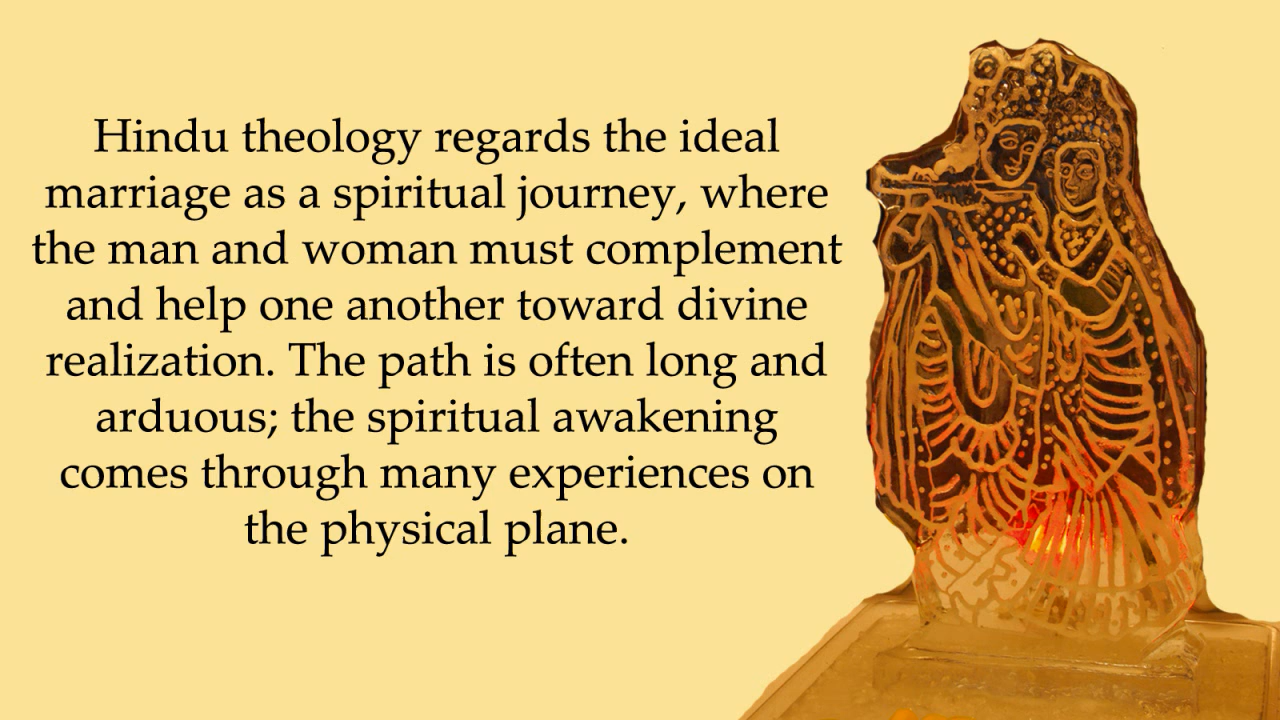 Hindu theology regards the ideal
marriage as a spiritual journey, where
the man and woman must complement
and help one another toward divine
realization. The path is often long and
arduous; the spiritual awakening
comes through many experiences on
the physical plane.